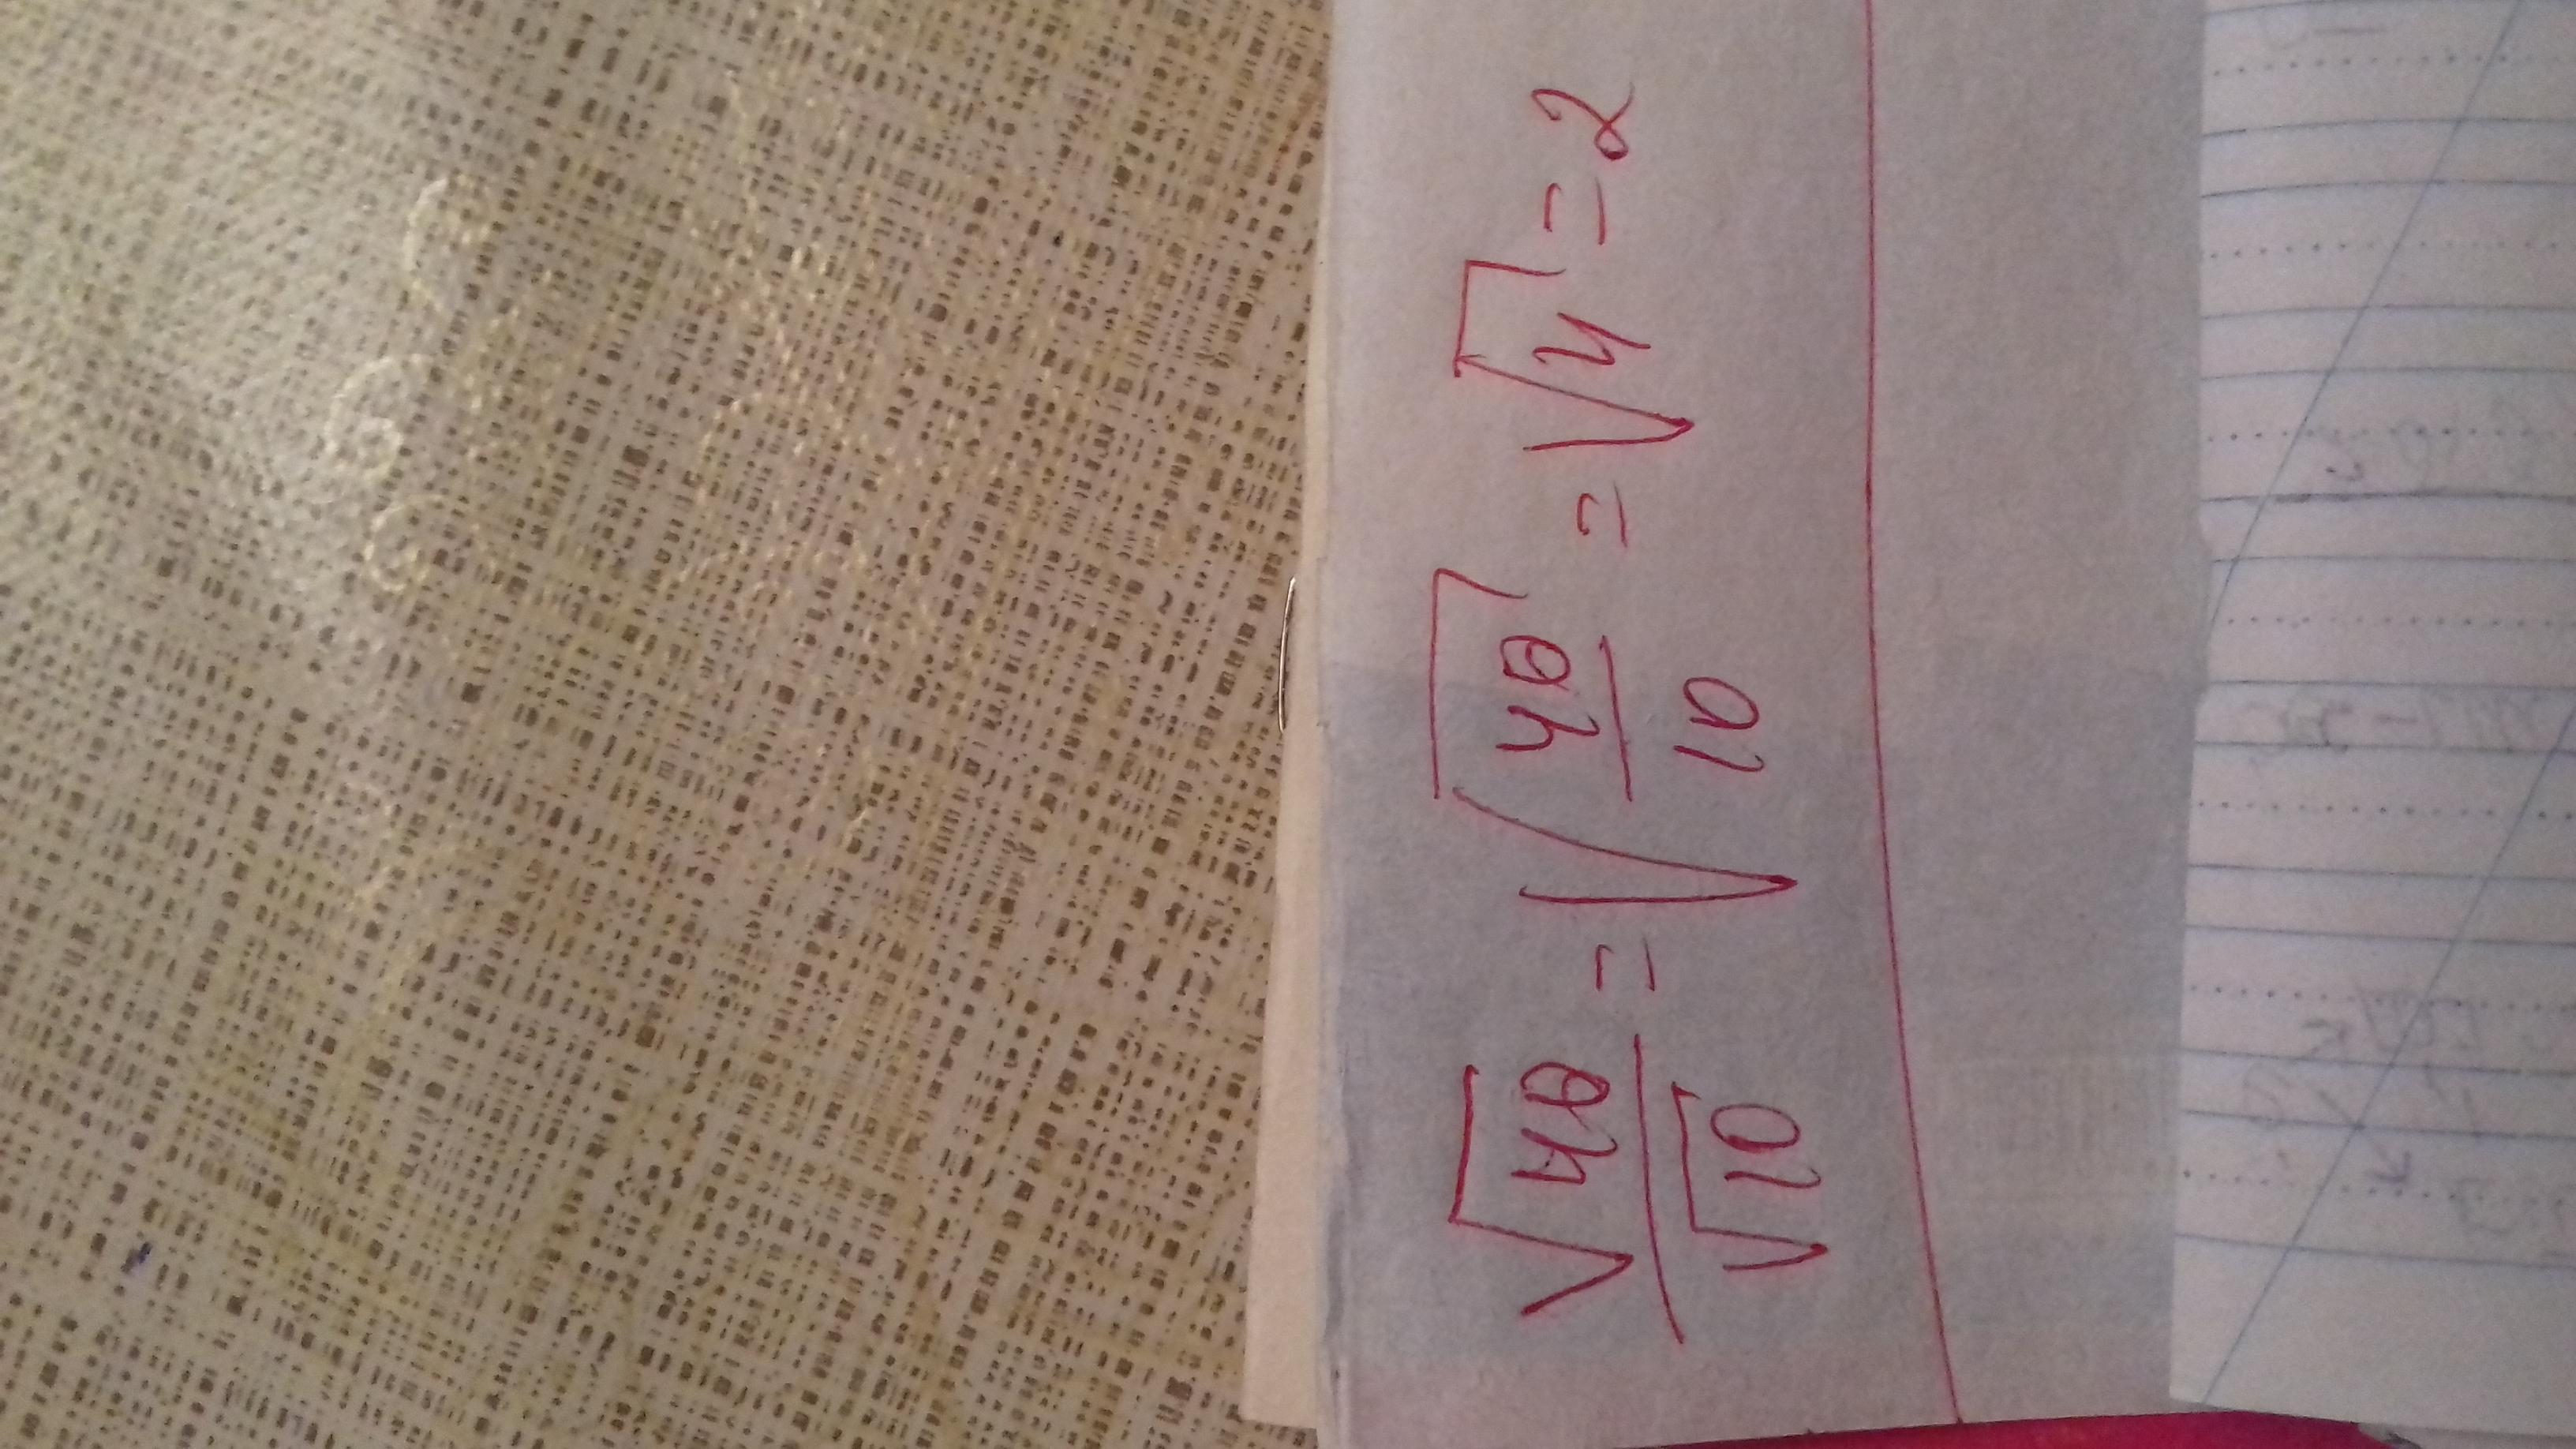 √40/√10 = √(40/10) = √4 = 2